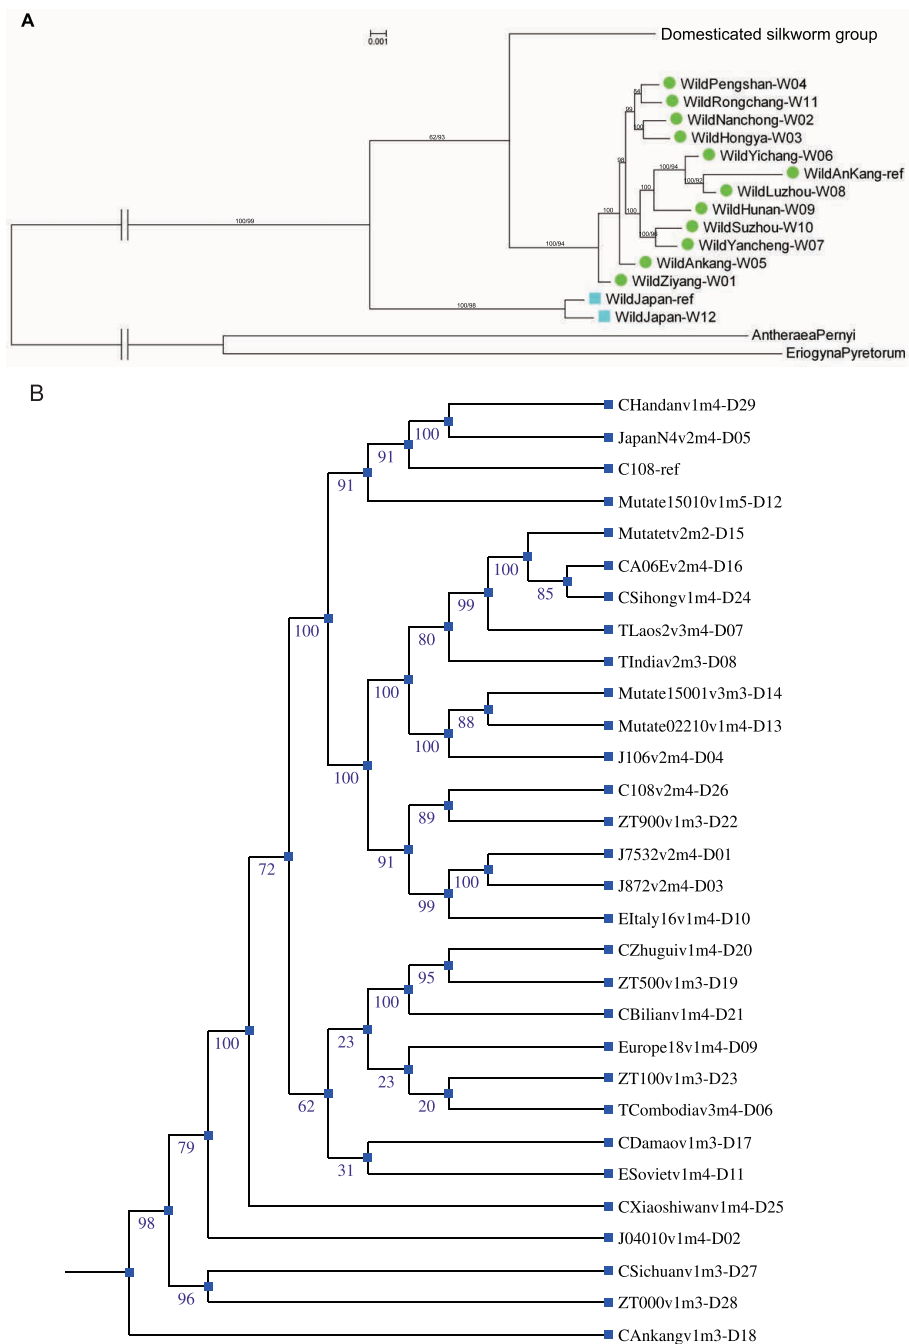 A
0.001
Domesticated silkworm group
WildPengshan-W04
54
WildRongchang-W11
99
WildNanchong-W02
100
WildHongya-W03
62/93
WildYichang-W06
98
100/94
WildAnKang-ref
100/92
WildLuzhou-W08
100
WildHunan-W09
100
100
100/99
WildSuzhou-W10
WildYancheng-W07
100/94
WildAnkang-W05
WildZiyang-W01
WildJapan-ref
100/98
WildJapan-W12
AntheraeaPernyi
EriogynaPyretorum
B
CHandanv1m4-D29
100
JapanN4v2m4-D05
91
C108-ref
91
Mutate15010v1m5-D12
Mutatetv2m2-D15
CA06Ev2m4-D16
100
85
CSihongv1m4-D24
99
TLaos2v3m4-D07
100
80
TIndiav2m3-D08
100
Mutate15001v3m3-D14
88
Mutate02210v1m4-D13
100
J106v2m4-D04
100
C108v2m4-D26
89
ZT900v1m3-D22
J7532v2m4-D01
91
72
100
J872v2m4-D03
99
EItaly16v1m4-D10
CZhuguiv1m4-D20
95
ZT500v1m3-D19
100
CBilianv1m4-D21
100
23
Europe18v1m4-D09
23
ZT100v1m3-D23
62
20
TCombodiav3m4-D06
CDamaov1m3-D17
79
31
ESovietv1m4-D11
CXiaoshiwanv1m4-D25
98
J04010v1m4-D02
CSichuanv1m3-D27
96
ZT000v1m3-D28
CAnkangv1m3-D18